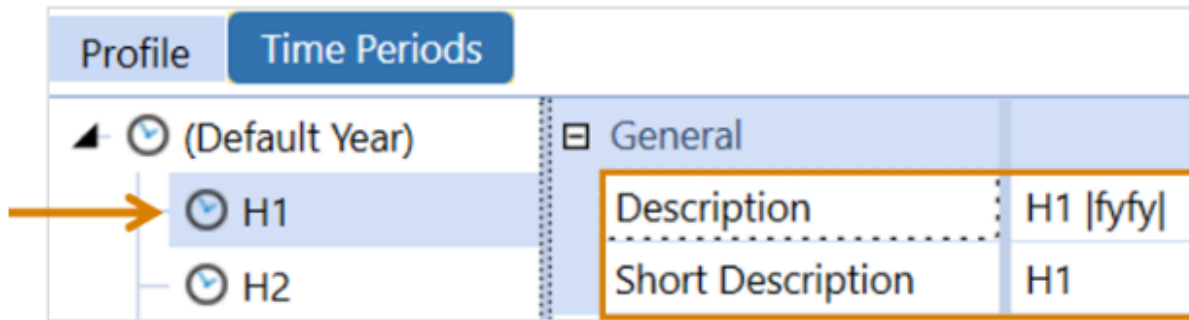 Profile Time Periods
(Default Year) General
H1 Description H1 |fyfy|
H2 Short Description H1